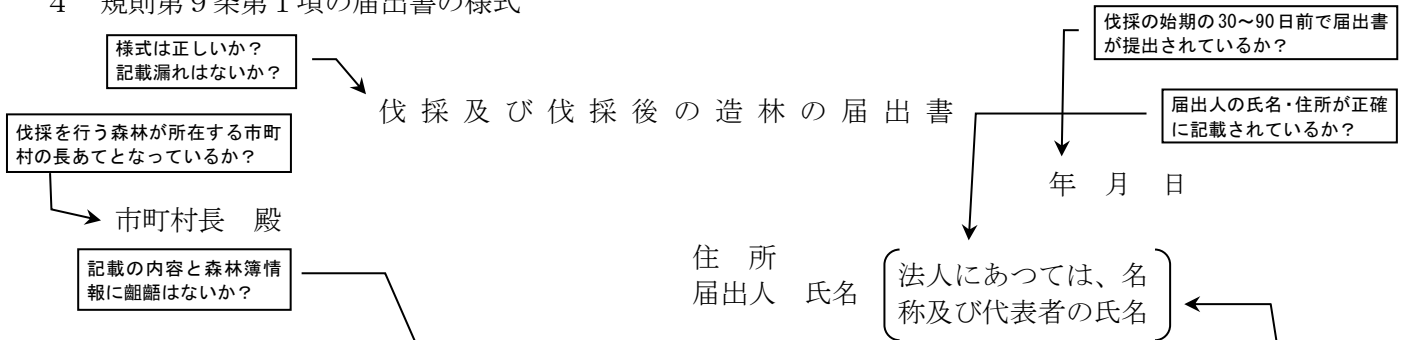 4 規則第9条第1項の届出書の様式
様式は正しいか？
記載漏れはないか？
伐採の始期の30～90日前で届出書
が提出されているか？
伐採及び伐採後の造林の届出書
届出人の氏名・住所が正確
に記載されているか？
伐採を行う森林が所在する市町
村の長あてとなっているか？
年 月 日
市町村長 殿
記載の内容と森林簿情
報に齟齬はないか？
住 所
届出人 氏名
法人にあつては、名
称及び代表者の氏名